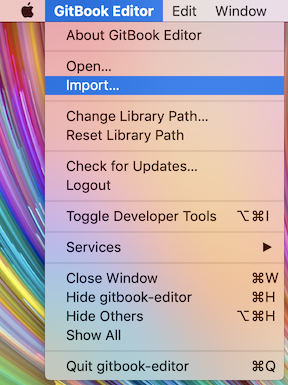 GitBook Editor Edit Window
About GitBook Editor
Open...
Import...
Change Library Path...
Reset Library Path
Check for Updates...
Logout
Toggle Developer Tools ⌥⌘I
Services ▶
Close Window ⌘W
Hide gitbook-editor ⌘H
Hide Others ⌥⌘H
Show All
Quit gitbook-editor ⌘Q